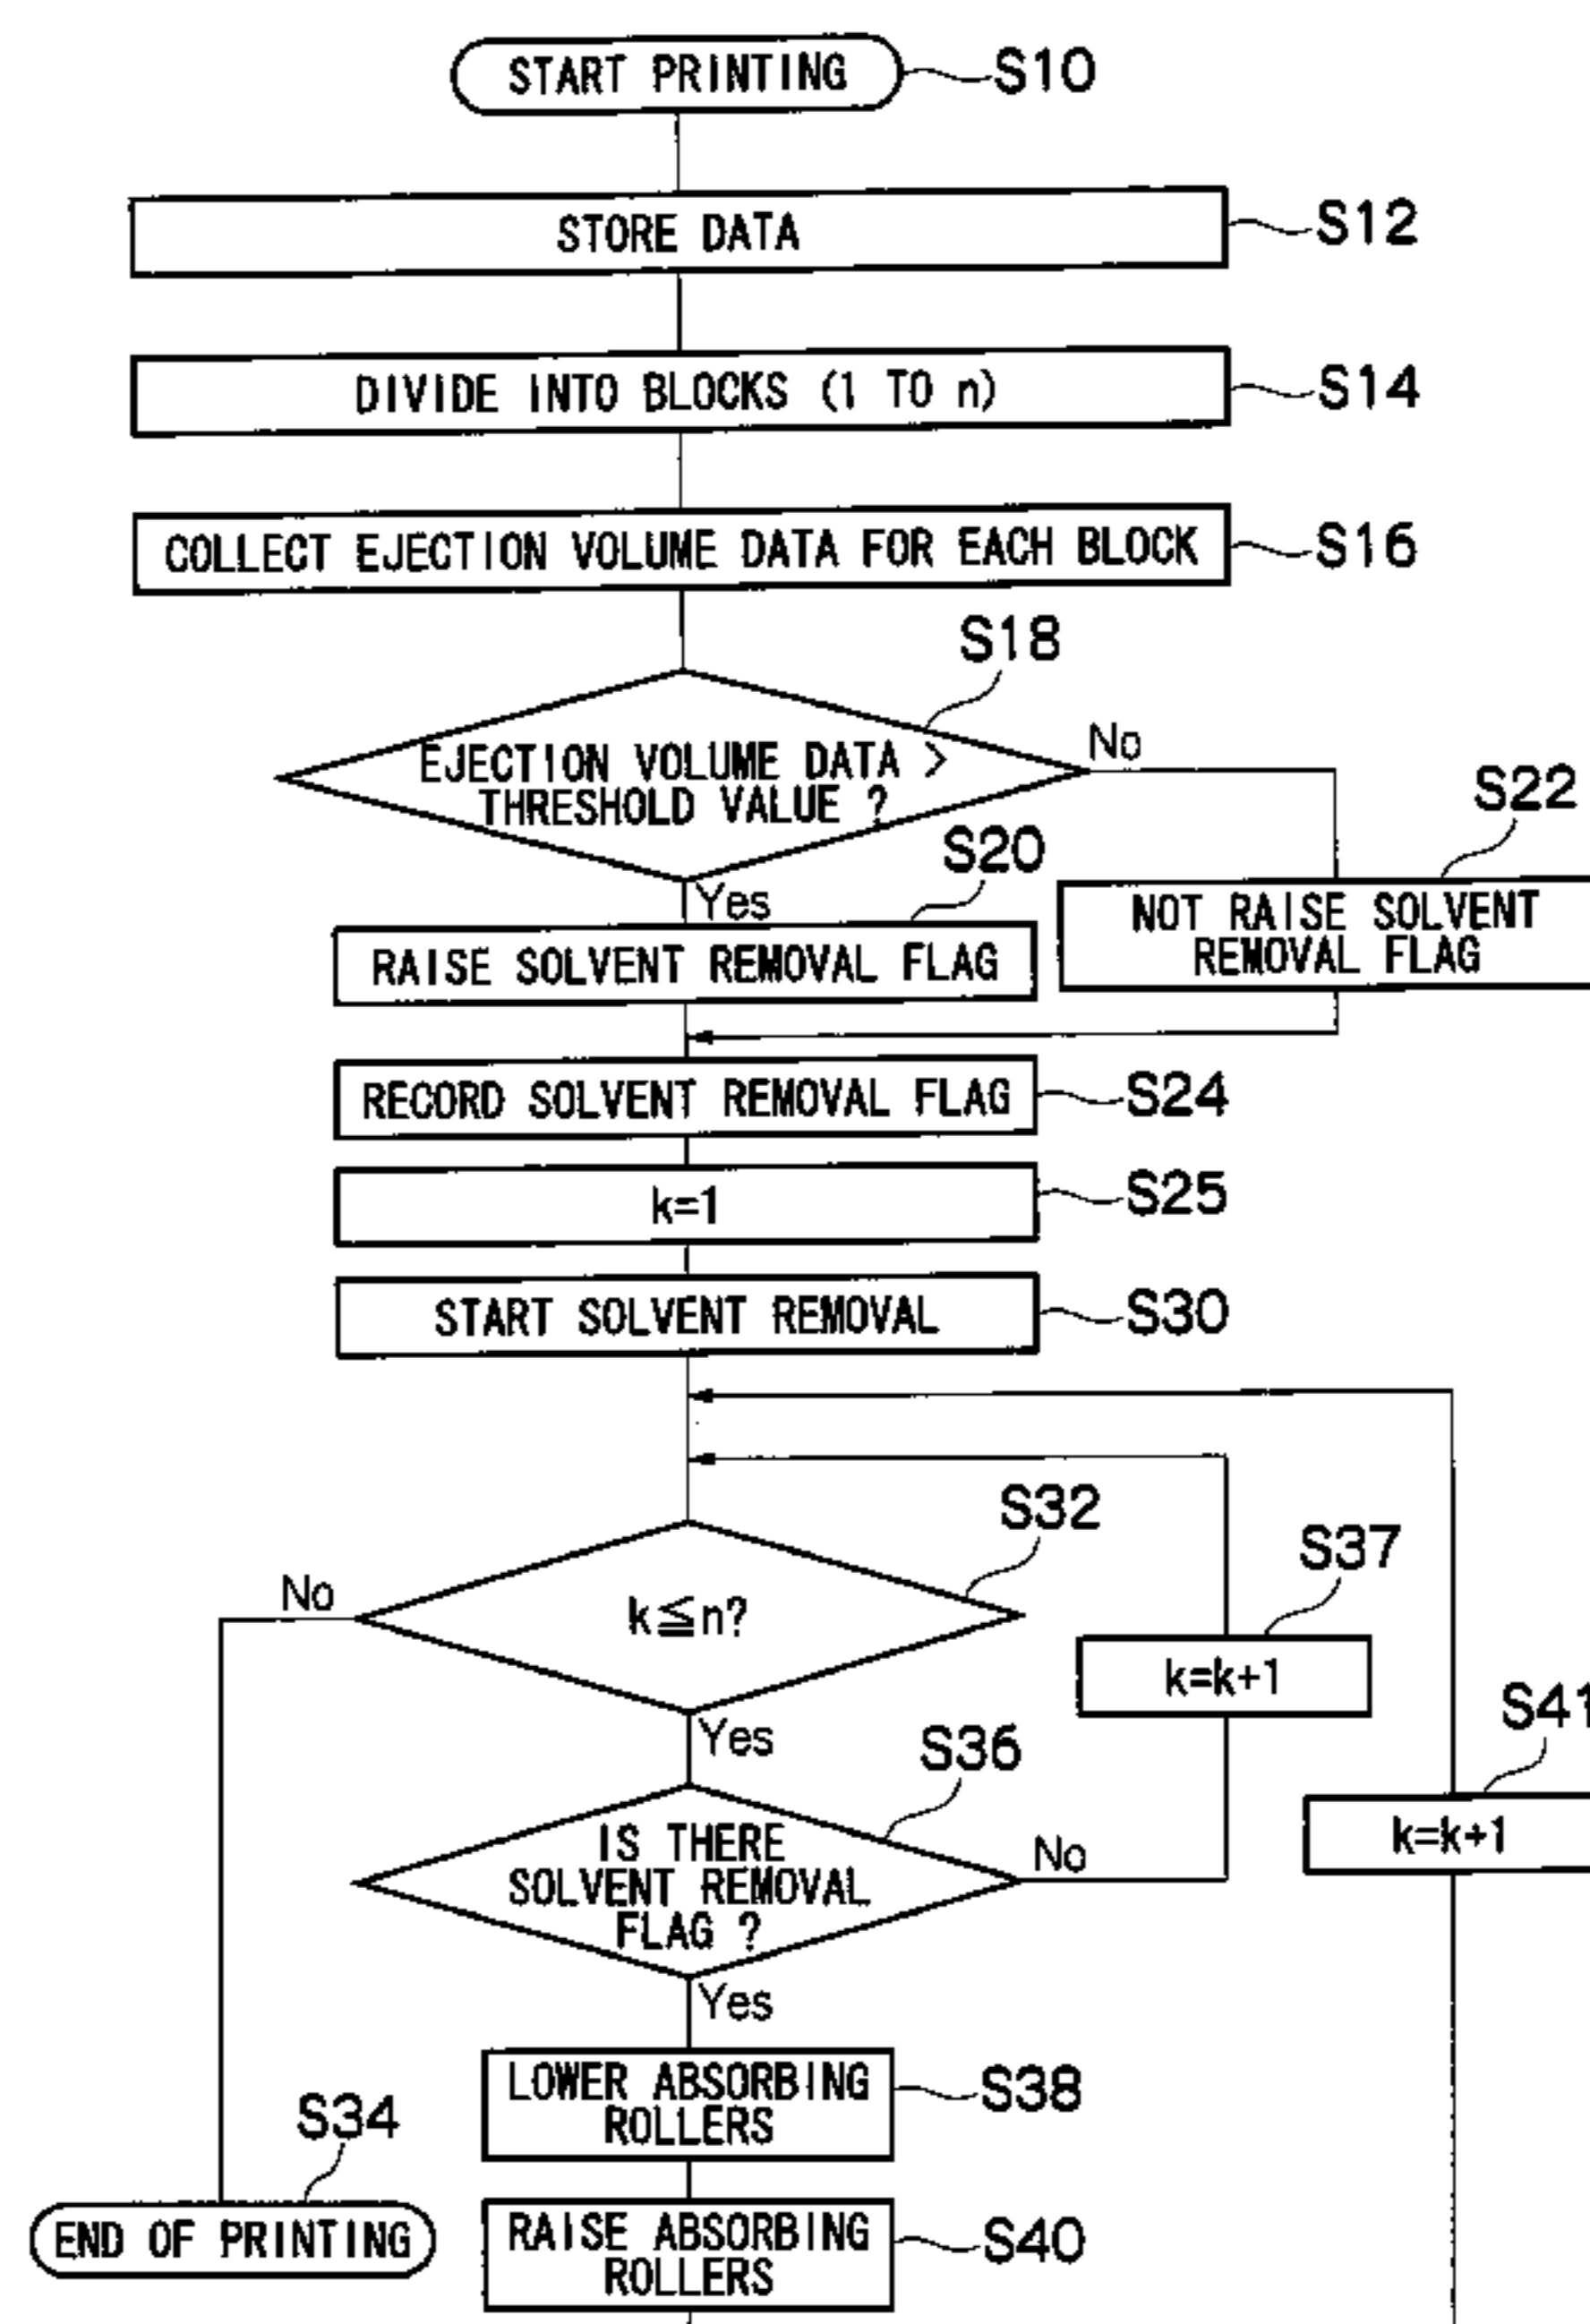 START PRINTING
S10
STORE DATA
S12
DIVIDE INTO BLOCKS (1 TO n)
S14
COLLECT EJECTION VOLUME DATA FOR EACH BLOCK
S16
S18
EJECTION VOLUME DATA >
THRESHOLD VALUE ?
No
Yes
S20
S22
RAISE SOLVENT REMOVAL FLAG
NOT RAISE SOLVENT
REMOVAL FLAG
RECORD SOLVENT REMOVAL FLAG
S24
k=1
S25
START SOLVENT REMOVAL
S30
S32
k≦n?
No
Yes
S37
k=k+1
S36
IS THERE
SOLVENT REMOVAL
FLAG ?
No
Yes
S41
k=k+1
LOWER ABSORBING
ROLLERS
S38
S34
END OF PRINTING
RAISE ABSORBING
ROLLERS
S40